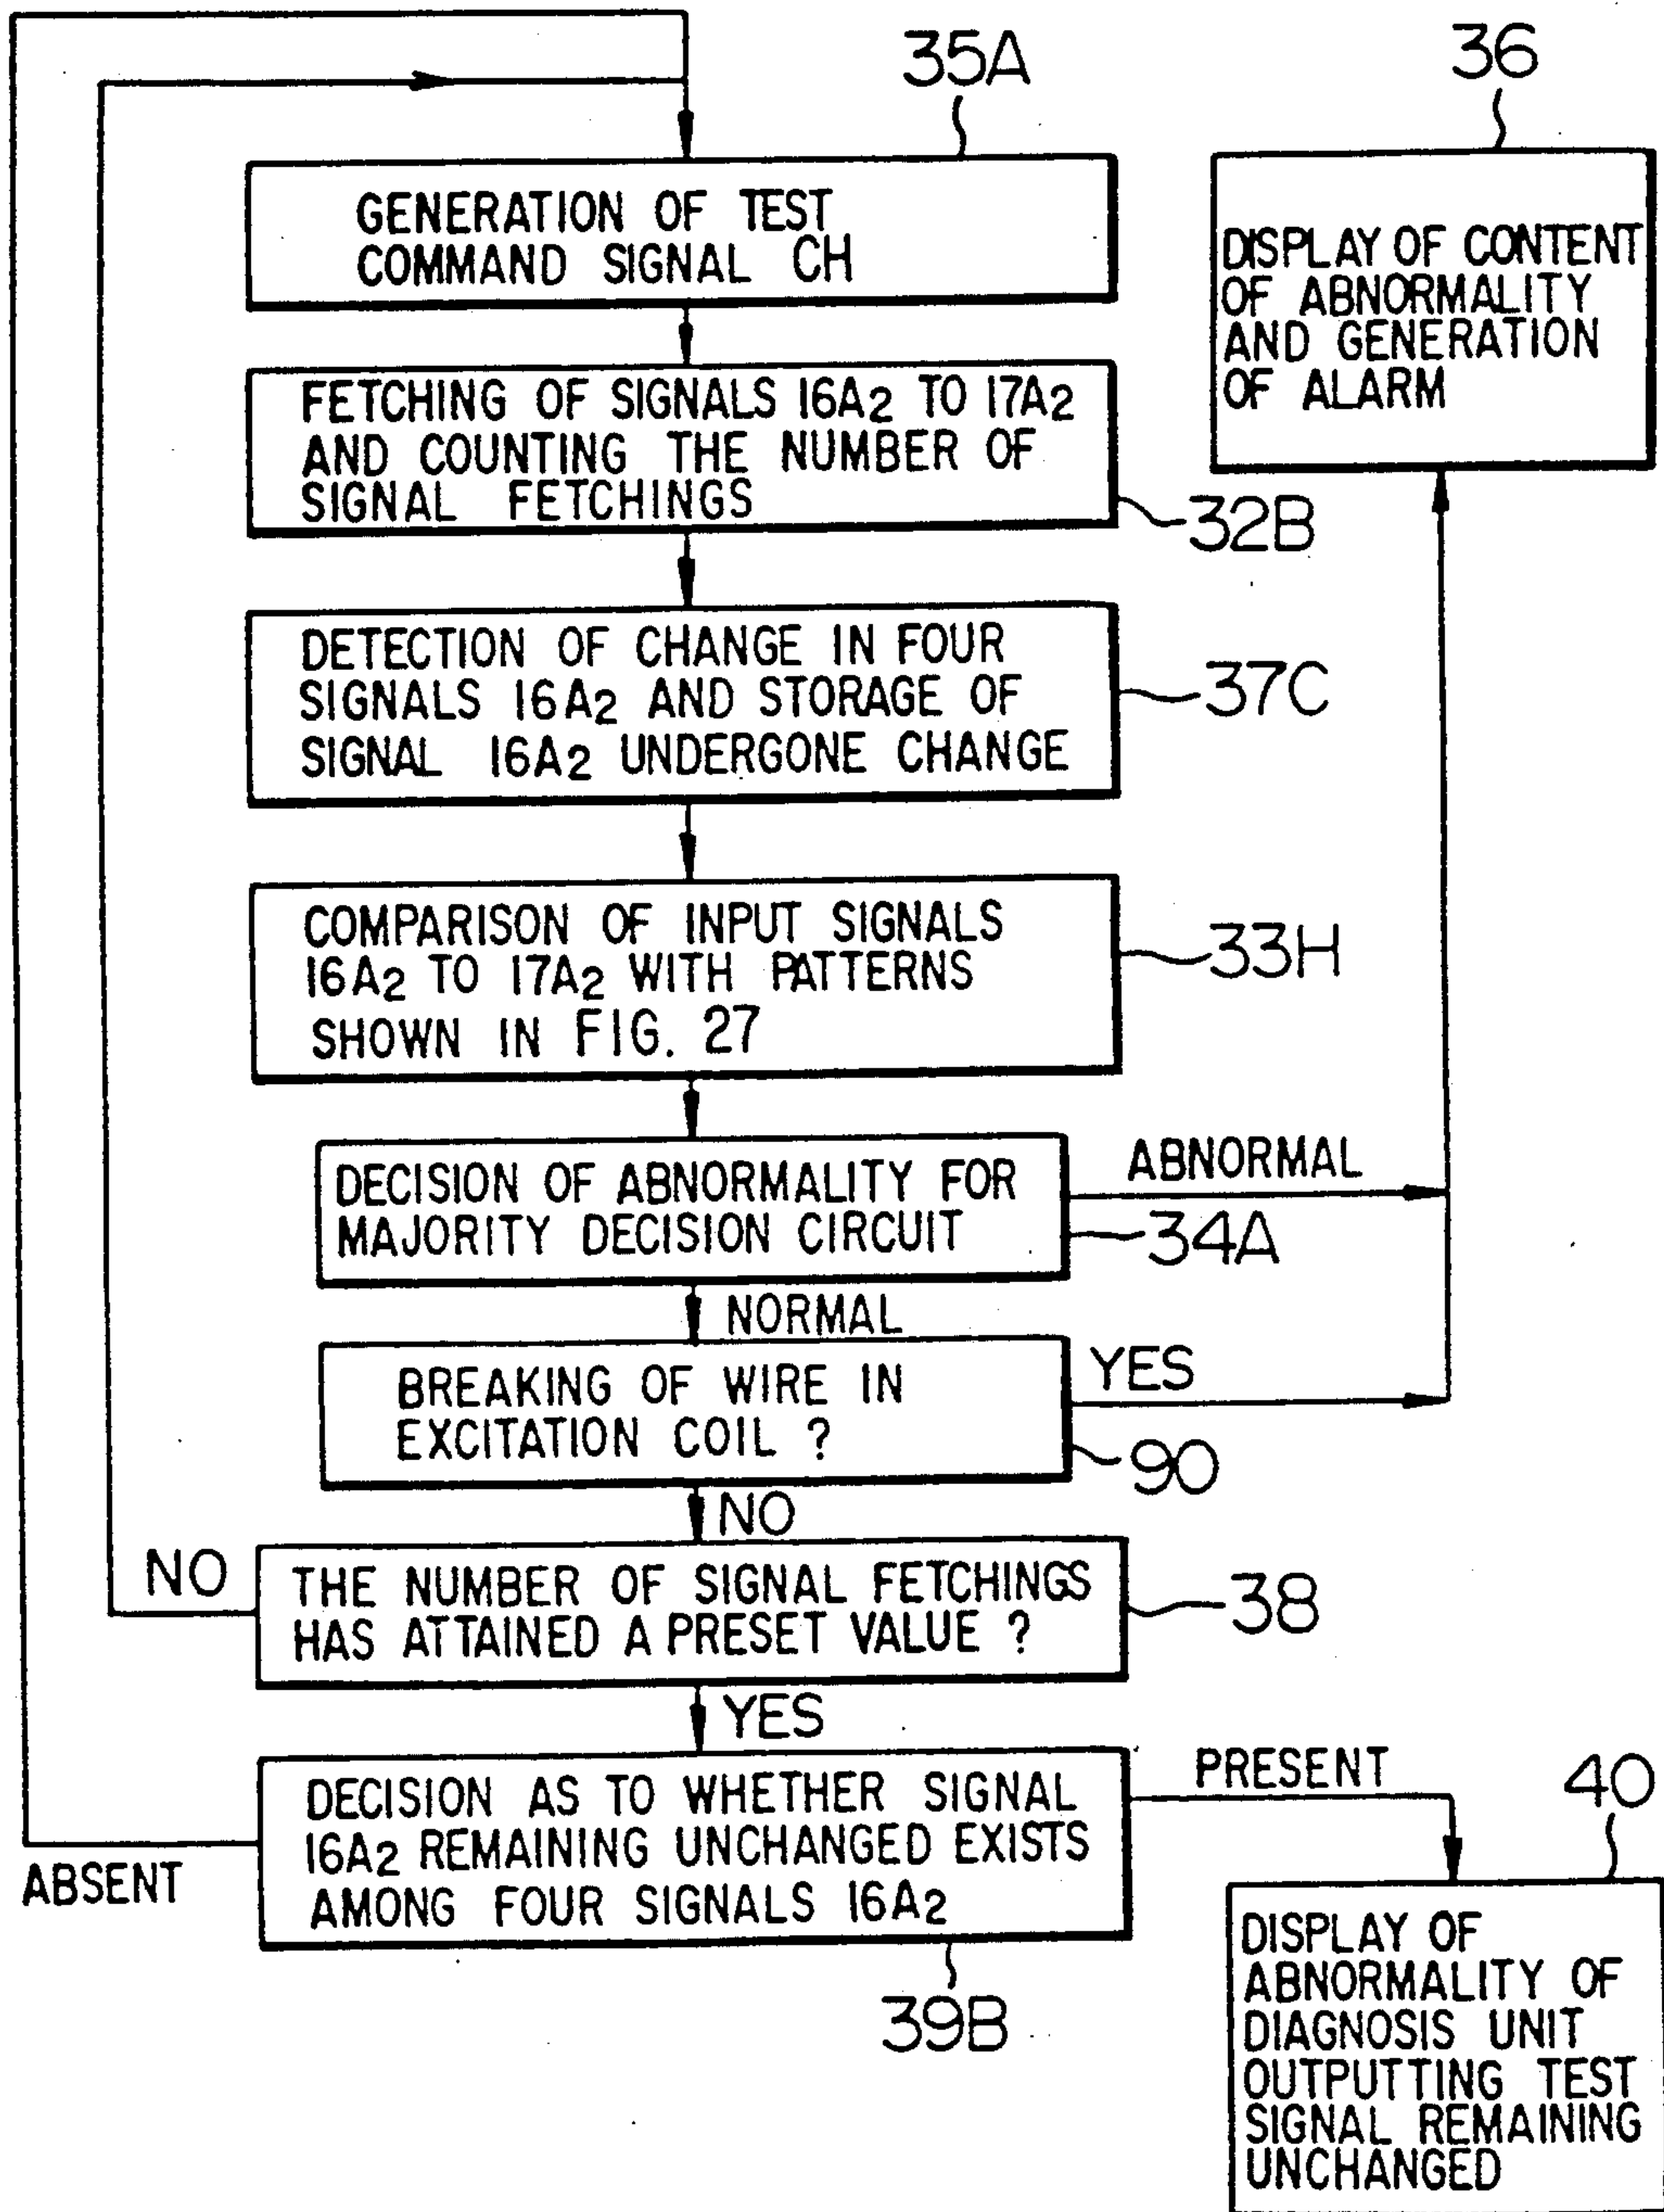 35A
GENERATION OF TEST
COMMAND SIGNAL CH
FETCHING OF SIGNALS 16A2 TO 17A2
AND COUNTING THE NUMBER OF
SIGNAL FETCHINGS
32B
DETECTION OF CHANGE IN FOUR
SIGNALS 16A2 AND STORAGE OF
SIGNAL 16A2 UNDERGONE CHANGE
37C
COMPARISON OF INPUT SIGNALS
16A2 TO 17A2 WITH PATTERNS
SHOWN IN FIG. 27
33H
DECISION OF ABNORMALITY FOR
MAJORITY DECISION CIRCUIT
34A
ABNORMAL
NORMAL
BREAKING OF WIRE IN
EXCITATION COIL ?
90
YES
NO
THE NUMBER OF SIGNAL FETCHINGS
HAS ATTAINED A PRESET VALUE ?
38
NO
YES
DECISION AS TO WHETHER SIGNAL
16A2 REMAINING UNCHANGED EXISTS
AMONG FOUR SIGNALS 16A2
39B
ABSENT
PRESENT
36
DISPLAY OF CONTENT
OF ABNORMALITY
AND GENERATION
OF ALARM
40
DISPLAY OF
ABNORMALITY OF
DIAGNOSIS UNIT
OUTPUTTING TEST
SIGNAL REMAINING
UNCHANGED